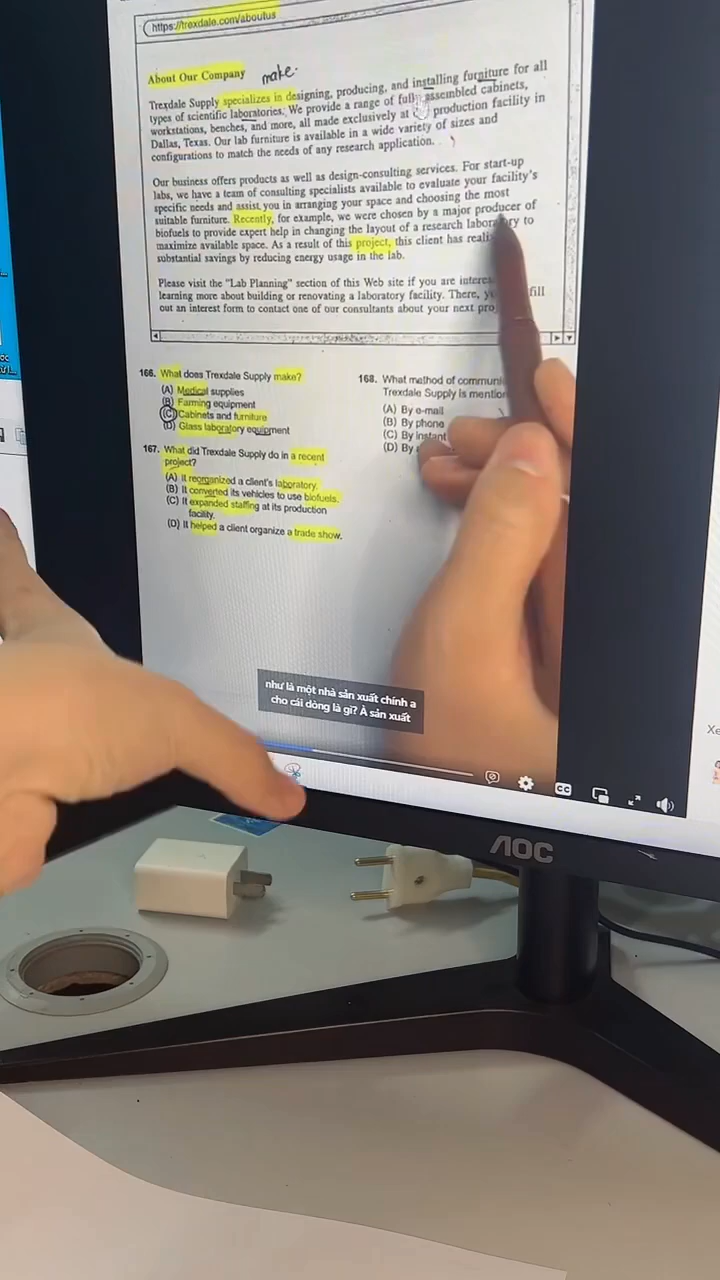 https://trexdale.com/aboutus
About Our Company make.
Trexdale Supply specializes in designing, producing, and installing furniture for all
types of scientific laboratories. We provide a range of fully assembled cabinets,
workstations, benches, and more, all made exclusively at production facility in
Dallas, Texas. Our lab furniture is available in a wide variety of sizes and
configurations to match the needs of any research application.
Our business offers products as well as design-consulting services. For start-up
labs, we have a team of consulting specialists available to evaluate your facility's
specific needs and assist you in arranging your space and choosing the most
suitable furniture. Recently, for example, we were chosen by a major producer of
biofuels to provide expert help in changing the layout of a research laboratory to
maximize available space. As a result of this project, this client has
substantial savings by reducing energy usage in the lab.
Please visit the "Lab Planning" section of this Web site if you are
learning more about building or renovating a laboratory facility. There, fill
out an interest form to contact one of our consultants about your next
166. What does Trexdale Supply make?
(A) Medical supplies
(B) Farming equipment
(C) Cabinets and furniture
(D) Glass laboratory equipment
167. What did Trexdale Supply do in a recent
project?
(A) It reorganized a client's laboratory.
(B) It converted its vehicles to use biofuels.
(C) It expanded staffing at its production
facility.
(D) It helped a client organize a trade show.
168. What method of
Trexdale Supply is
(A) By e-mail
(B) By phone
(C) By instant
(D) By
như là một nhà sản xuất chính a
cho cái dòng là gì? À sản xuất
CC
AOC